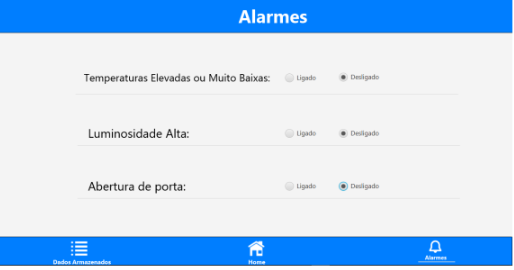 Alarmes
Temperaturas Elevadas ou Muito Baixas: Ligado Desligado
Luminosidade Alta: Ligado Desligado
Abertura de porta: Ligado Desligado
Dados Armazenados Home Alarmes